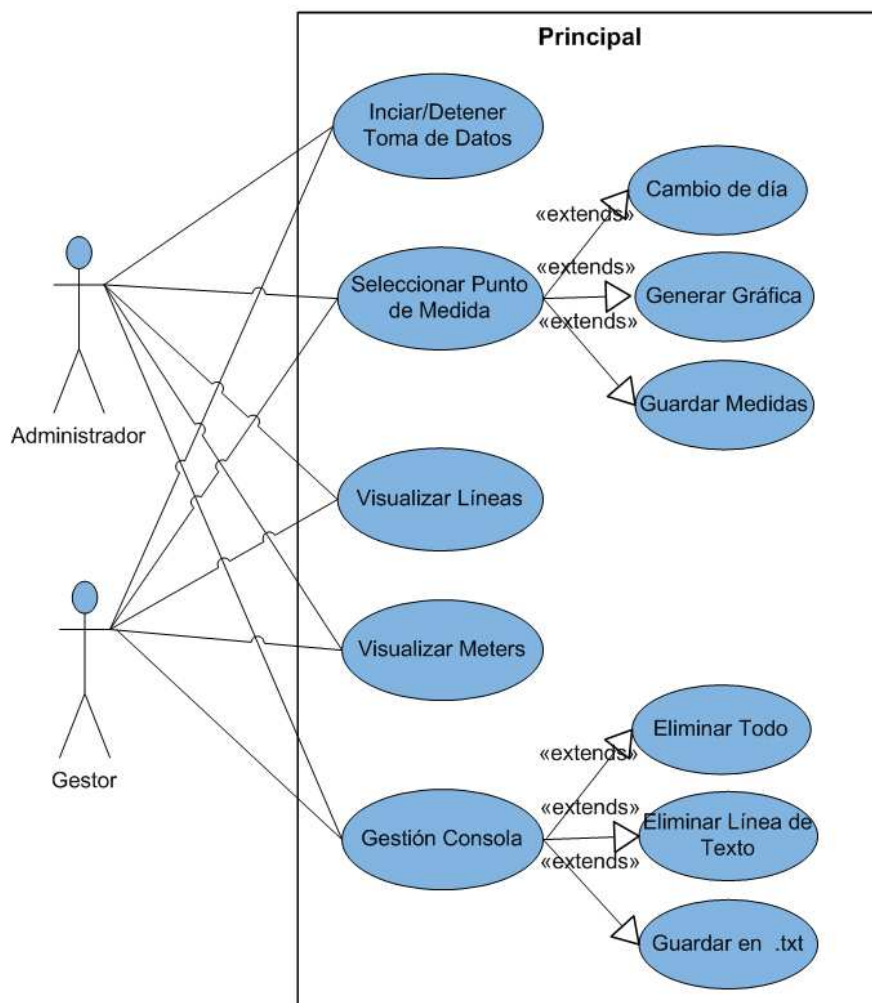 Principal
Inciar/Detener
Toma de Datos
Cambio de día
«extends»
Seleccionar Punto
de Medida
«extends»
Generar Gráfica
«extends»
Guardar Medidas
Administrador
Visualizar Líneas
Visualizar Meters
Gestor
Eliminar Todo
«extends»
Gestión Consola
«extends»
Eliminar Línea de
Texto
«extends»
Guardar en .txt